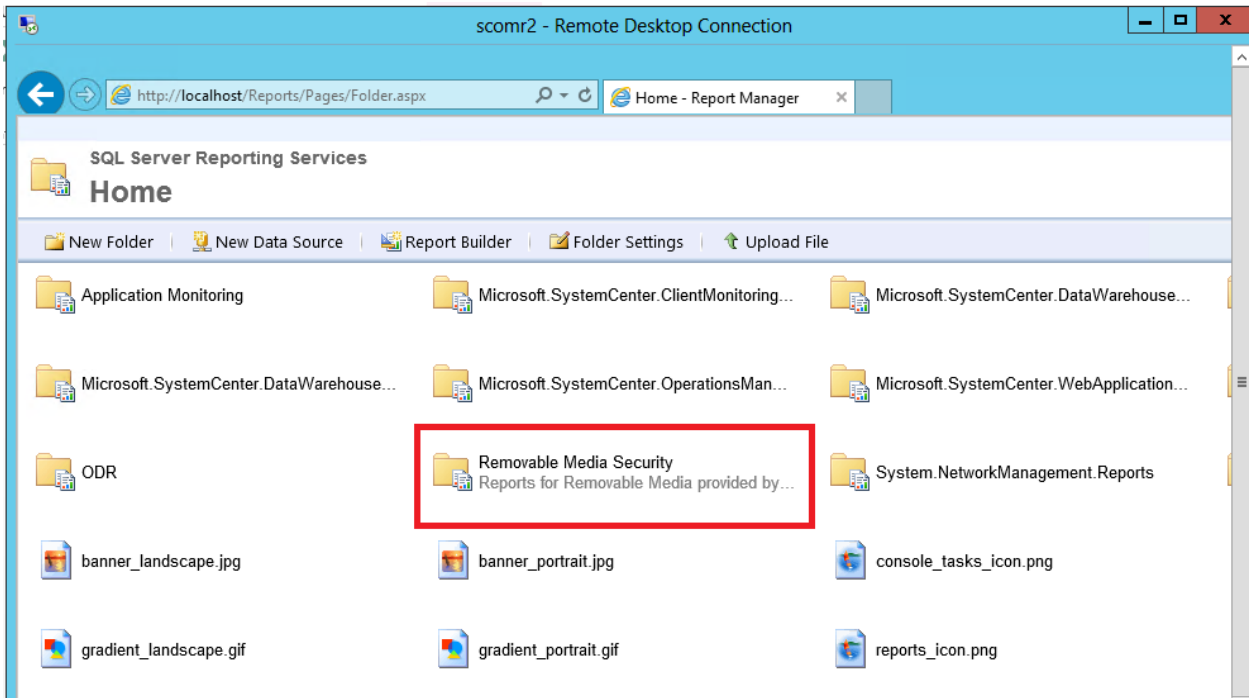 scomr2 - Remote Desktop Connection
http://localhost/Reports/Pages/Folder.aspx
Home - Report Manager
SQL Server Reporting Services
Home
New Folder
New Data Source
Report Builder
Folder Settings
Upload File
Application Monitoring
Microsoft.SystemCenter.ClientMonitoring...
Microsoft.SystemCenter.DataWarehouse...
Microsoft.SystemCenter.DataWarehouse...
Microsoft.SystemCenter.OperationsMan...
Microsoft.SystemCenter.WebApplication...
ODR
Removable Media Security
Reports for Removable Media provided by...
System.NetworkManagement.Reports
banner_landscape.jpg
banner_portrait.jpg
console_tasks_icon.png
gradient_landscape.gif
gradient_portrait.gif
reports_icon.png